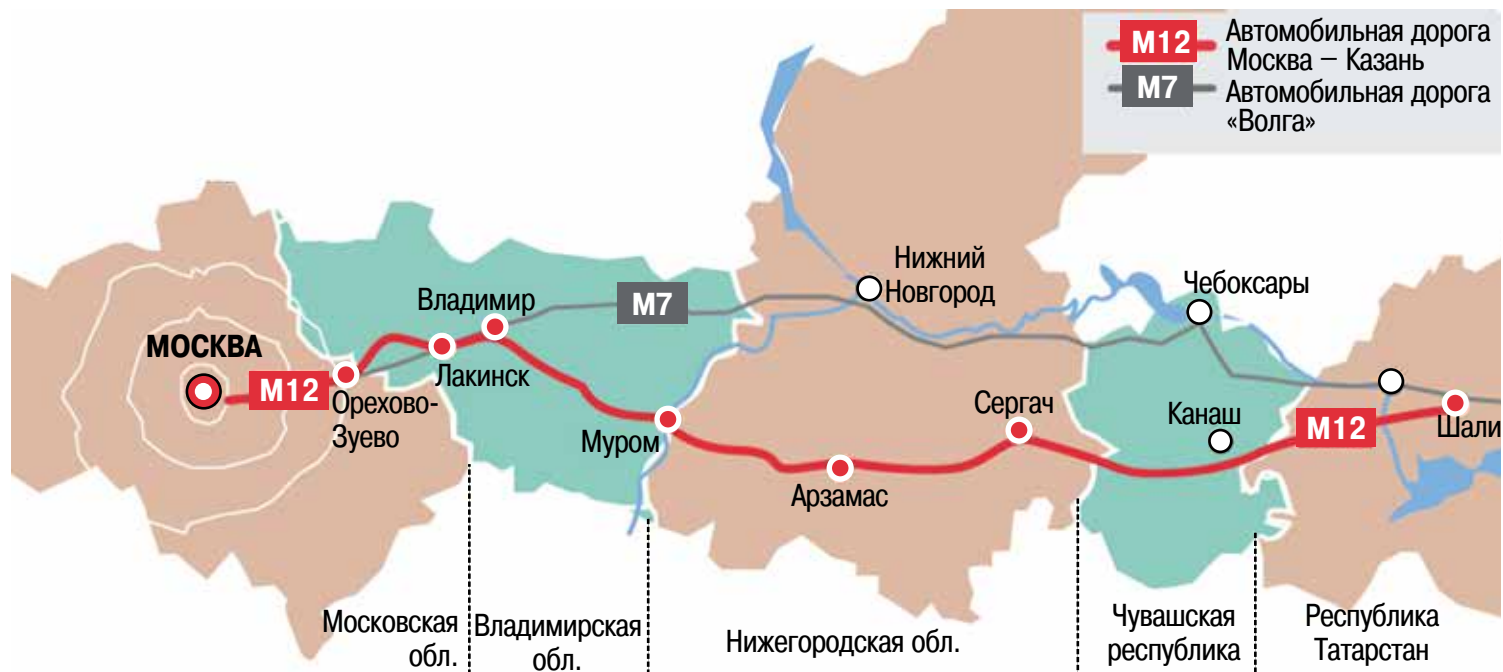 М12
Автомобильная дорога
Москва – Казань
М7
Автомобильная дорога
«Волга»
Нижний
Новгород
Чебоксары
Владимир
М7
МОСКВА
М12
Лакинск
Орехово-
Зуево
Муром
Сергач
Канаш
М12
Шали
Арзамас
Московская
обл.
Владимирская
обл.
Нижегородская обл.
Чувашская
республика
Республика
Татарстан